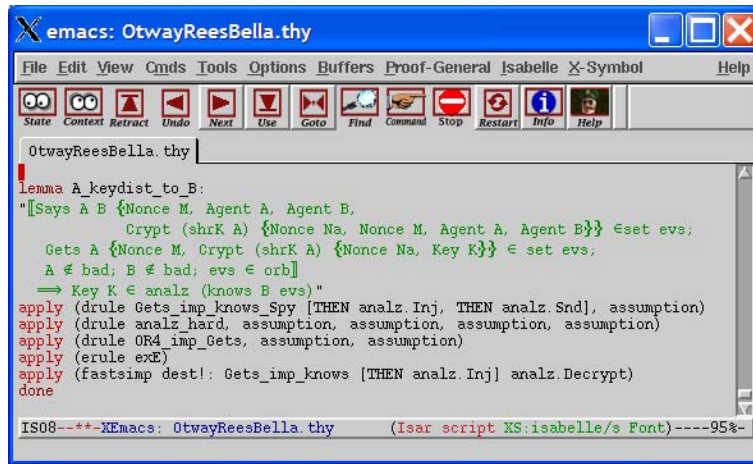 emacs: OtwayReesBella.thy
File Edit View Cmds Tools Options Buffers Proof-General Isabelle X-Symbol Help
State Context Retract Undo Next Use Goto Find Command Stop Restart Info Help
OtwayReesBella.thy
lemma A_keydist_to_B:
"⟦Says A B {Nonce M, Agent A, Agent B,
Crypt (shrK A) {Nonce Na, Nonce M, Agent A, Agent B}} ∈set evs;
Gets A {Nonce M, Crypt (shrK A) {Nonce Na, Key K}} ∈ set evs;
A ∉ bad; B ∉ bad; evs ∈ orb⟧
⟹ Key K ∈ analz (knows B evs)"
apply (drule Gets_imp_knows_Spy [THEN analz.Inj, THEN analz.Snd], assumption)
apply (drule analz_hard, assumption, assumption, assumption, assumption)
apply (drule OR4_imp_Gets, assumption, assumption)
apply (erule exE)
apply (fastsimp dest!: Gets_imp_knows [THEN analz.Inj] analz.Decrypt)
done
ISO8--**-XEmacs: OtwayReesBella.thy (Isar script XS:isabelle/s Font)----95%-